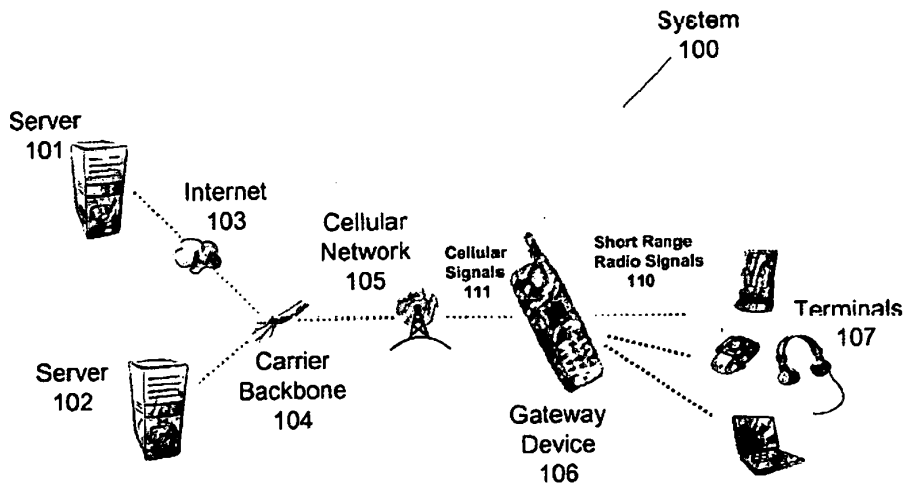 System
100
Server
101
Internet
103
Cellular
Network
105
Cellular
Signals
111
Short Range
Radio Signals
110
Terminals
107
Server
102
Carrier
Backbone
104
Gateway
Device
106